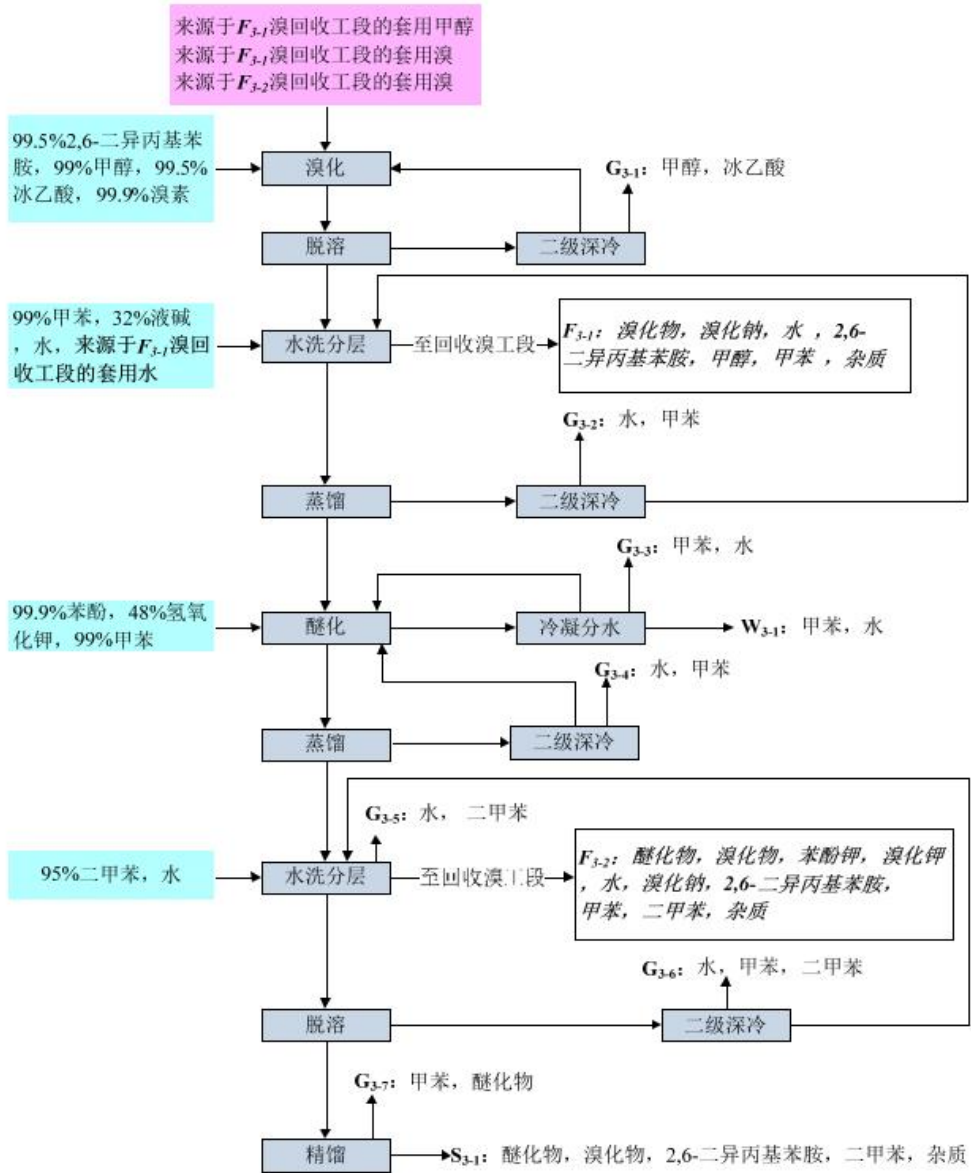 来源于F3-1溴回收工段的套用甲醇
来源于F3-1溴回收工段的套用溴
来源于F3-2溴回收工段的套用溴
99.5%2,6-二异丙基苯
胺，99%甲醇，99.5%
冰乙酸，99.9%溴素
溴化
G3-1：甲醇，冰乙酸
脱溶
二级深冷
99%甲苯，32%液碱
，水，来源于F3-1溴回
收工段的套用水
水洗分层
至回收溴工段
F3-1：溴化物，溴化钠，水 ，2,6-
二异丙基苯胺，甲醇，甲苯 ，杂质
G3-2：水，甲苯
蒸馏
二级深冷
G3-3：甲苯，水
99.9%苯酚，48%氢氧
化钾，99%甲苯
醚化
冷凝分水
W3-1：甲苯，水
G3-4：水，甲苯
蒸馏
二级深冷
G3-5：水， 二甲苯
95%二甲苯，水
水洗分层
至回收溴工段
F3-2：醚化物，溴化物，苯酚钾，溴化钾
，水，溴化钠，2,6-二异丙基苯胺，
甲苯，二甲苯，杂质
G3-6：水，甲苯，二甲苯
脱溶
二级深冷
G3-7：甲苯，醚化物
精馏
S3-1：醚化物，溴化物，2,6-二异丙基苯胺，二甲苯，杂质